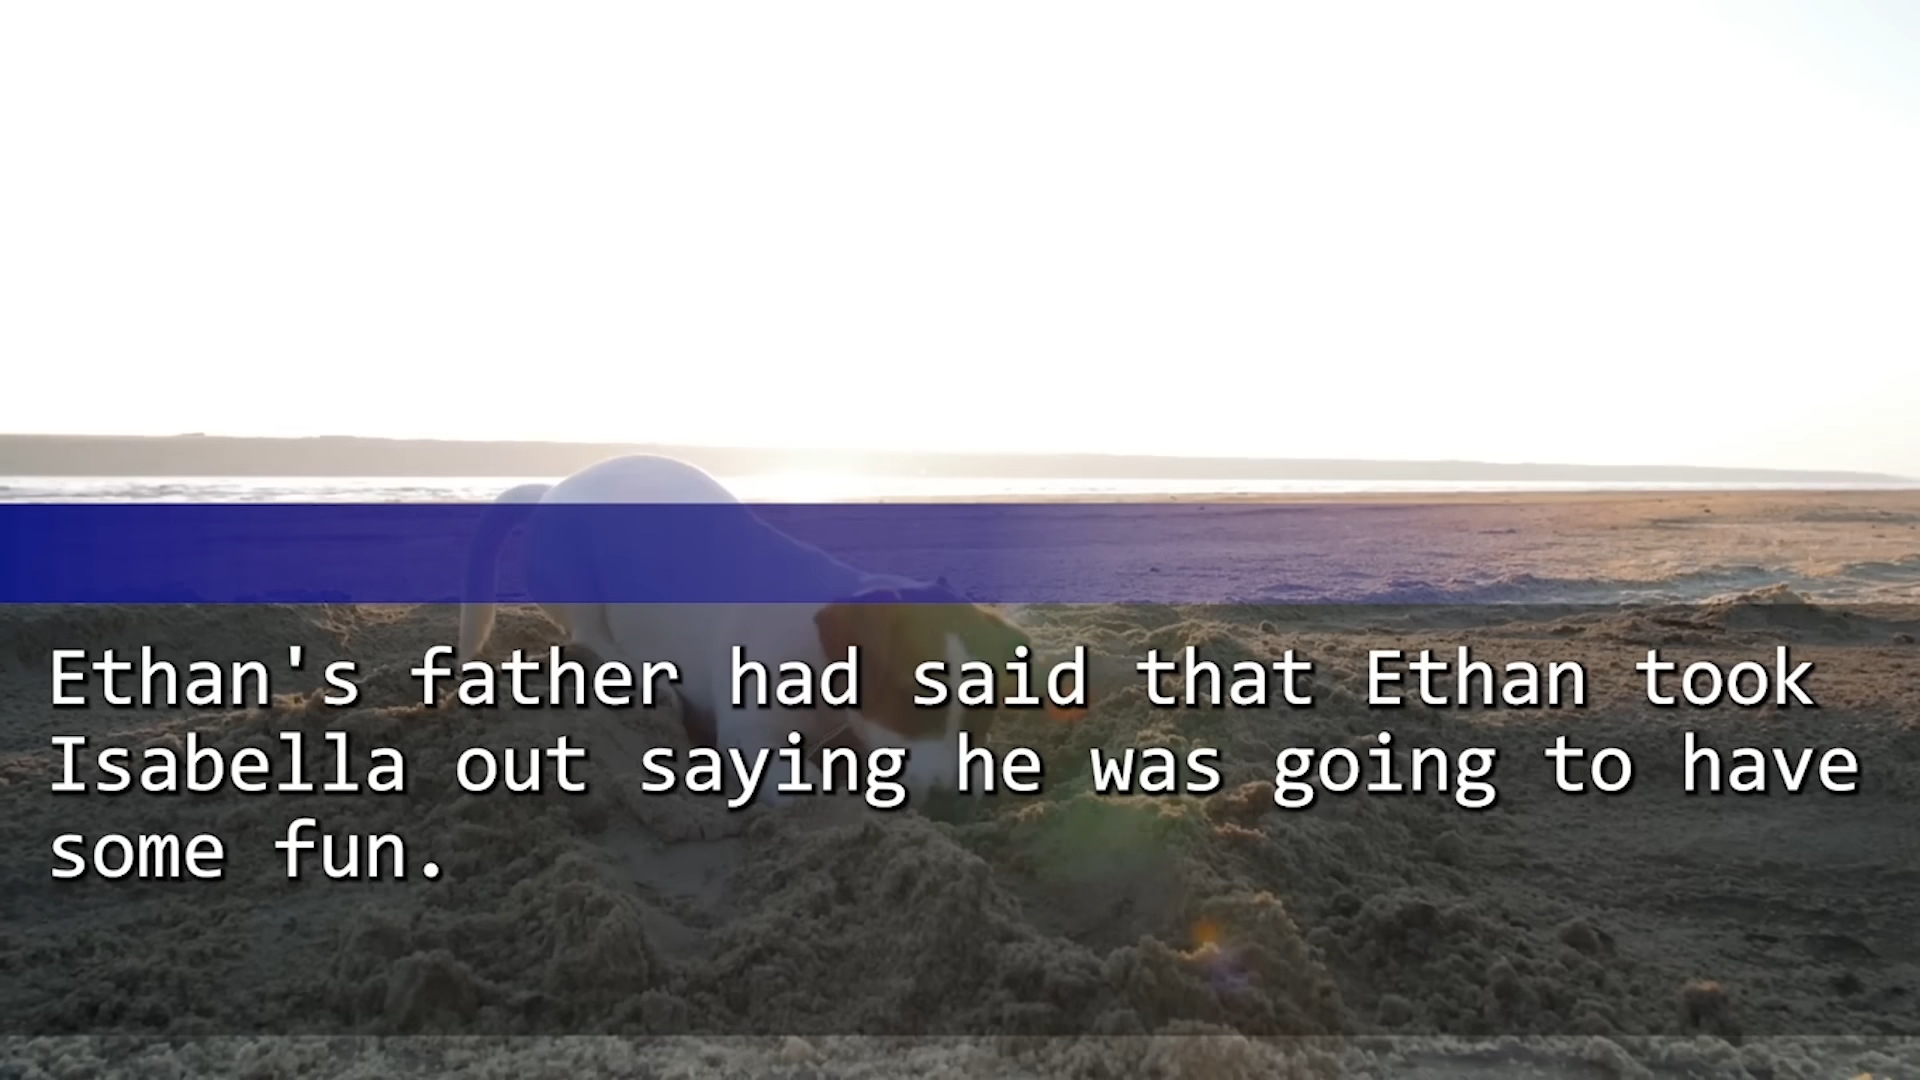 Ethan's father had said that Ethan took
Isabella out saying he was going to have
some fun.